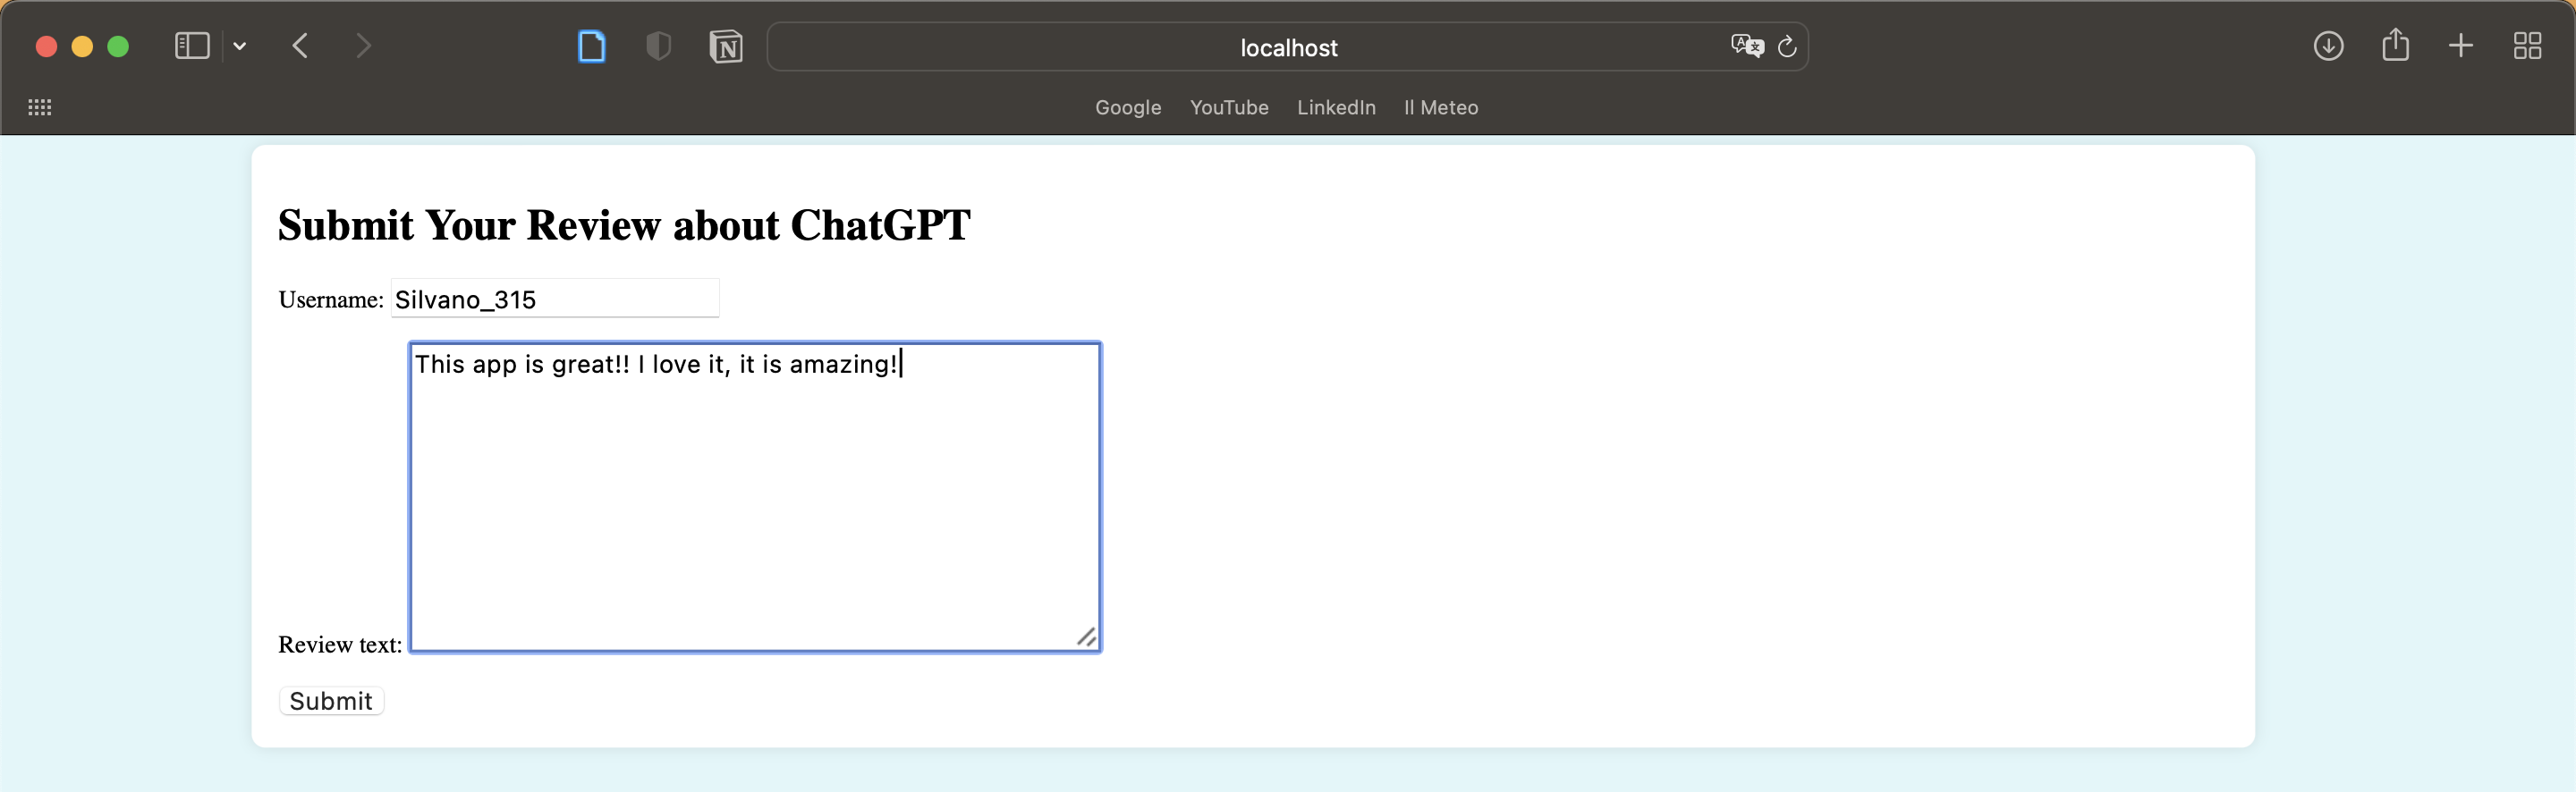 localhost
Google YouTube LinkedIn Il Meteo
Submit Your Review about ChatGPT
Username: Silvano_315
This app is great!! I love it, it is amazing!
Review text:
Submit